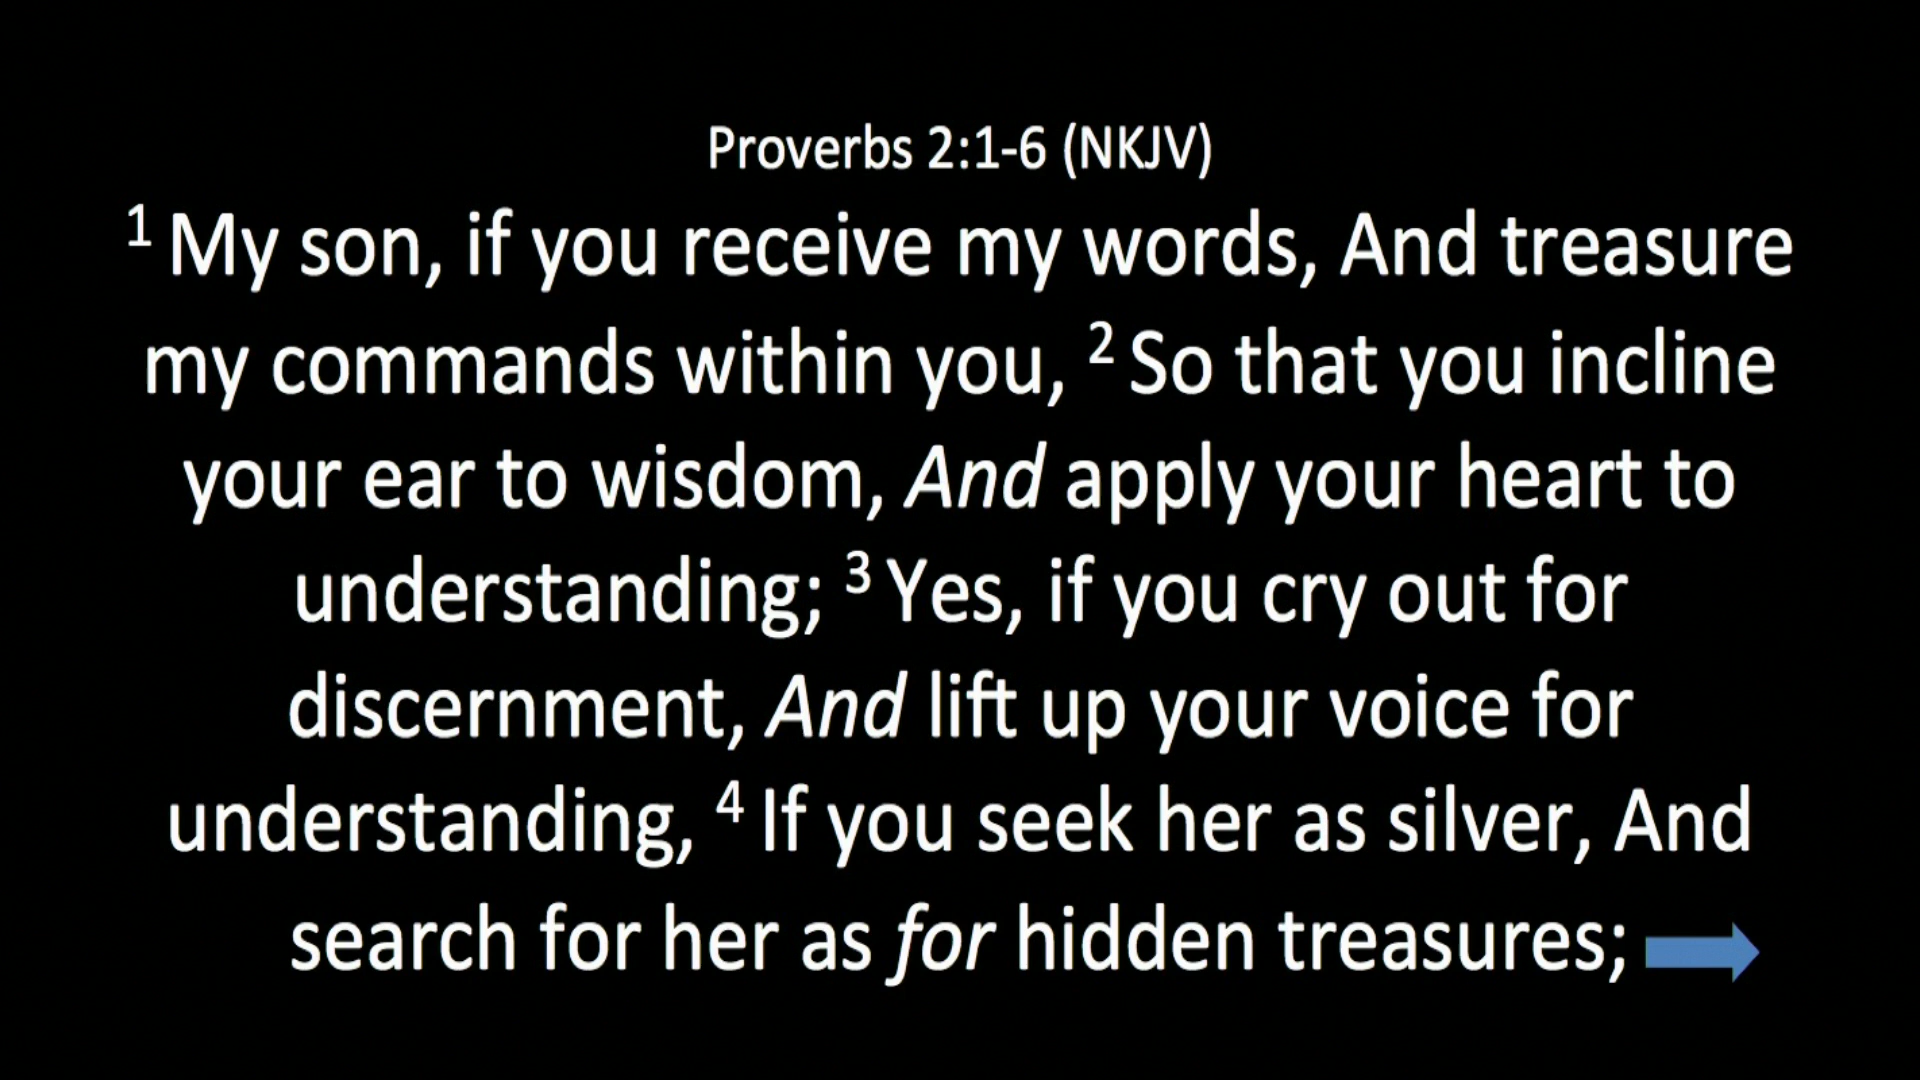 Proverbs 2:1-6 (NKJV)
1 My son, if you receive my words, And treasure
my commands within you, 2 So that you incline
your ear to wisdom, And apply your heart to
understanding; 3 Yes, if you cry out for
discernment, And lift up your voice for
understanding, 4 If you seek her as silver, And
search for her as for hidden treasures;